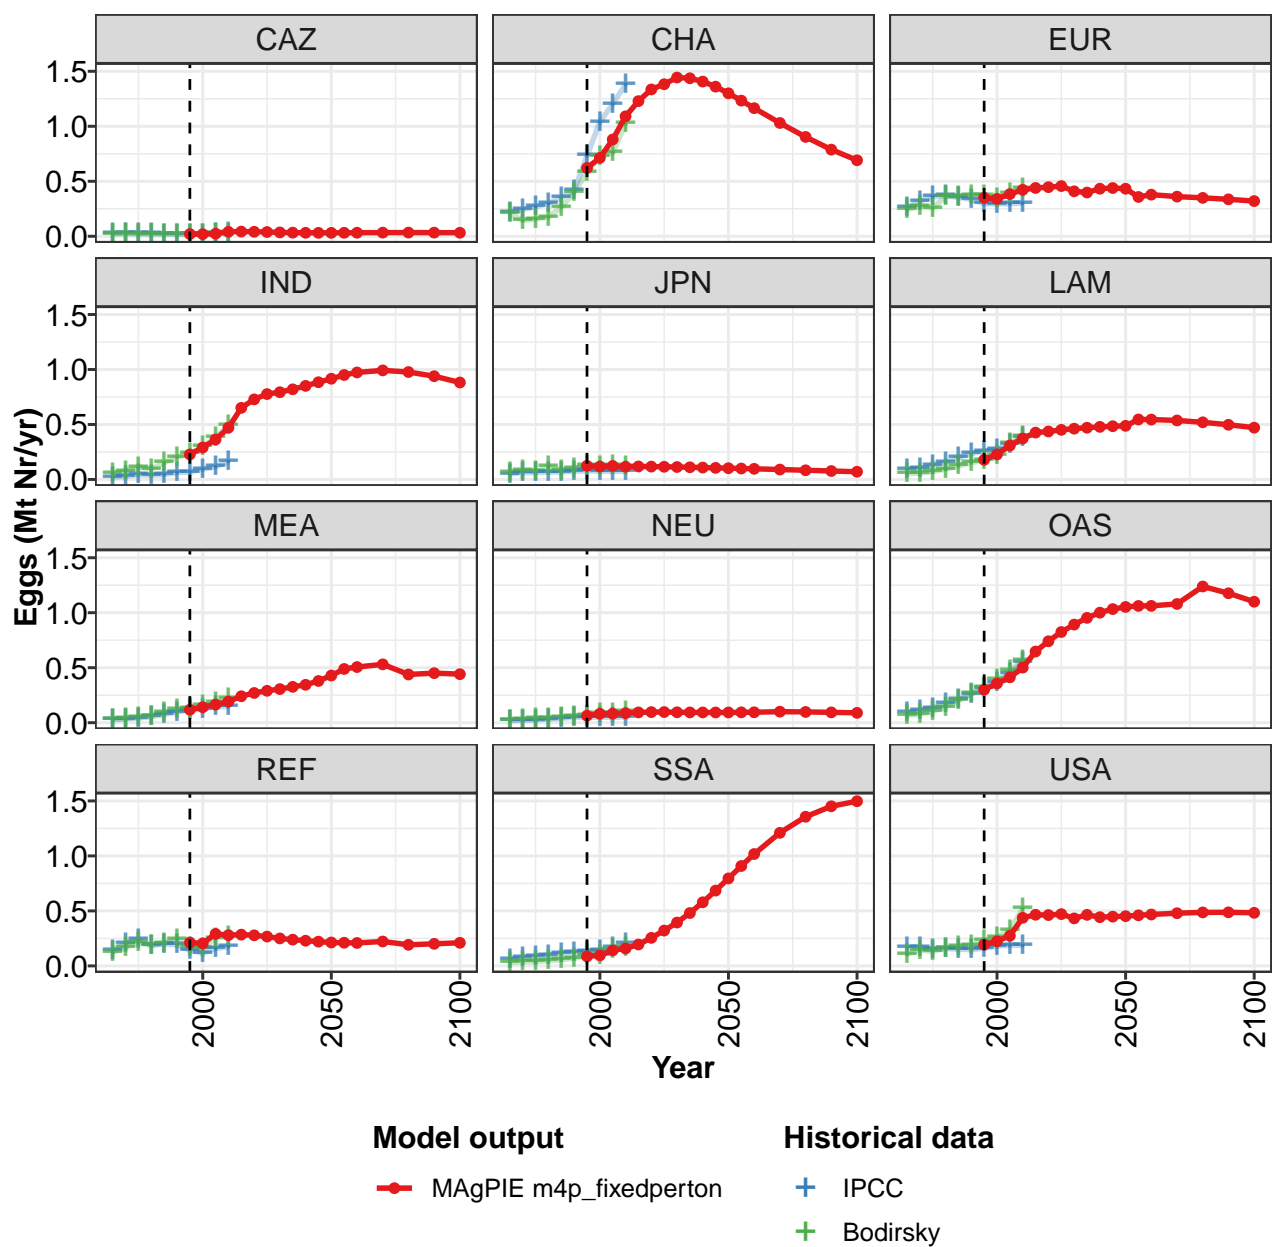 CAZ CHA EUR
1.5
1.0
0.5
0.0
IND JPN LAM
1.5
1.0
0.5
0.0
MEA NEU OAS
1.5
1.0
0.5
0.0
REF SSA USA
1.5
1.0
0.5
0.0
Eggs (Mt Nr/yr)
2000 2050 2100 2000 2050 2100 2000 2050 2100
Year
Model output
MAgPIE m4p_fixedperton
Historical data
IPCC
Bodirsky